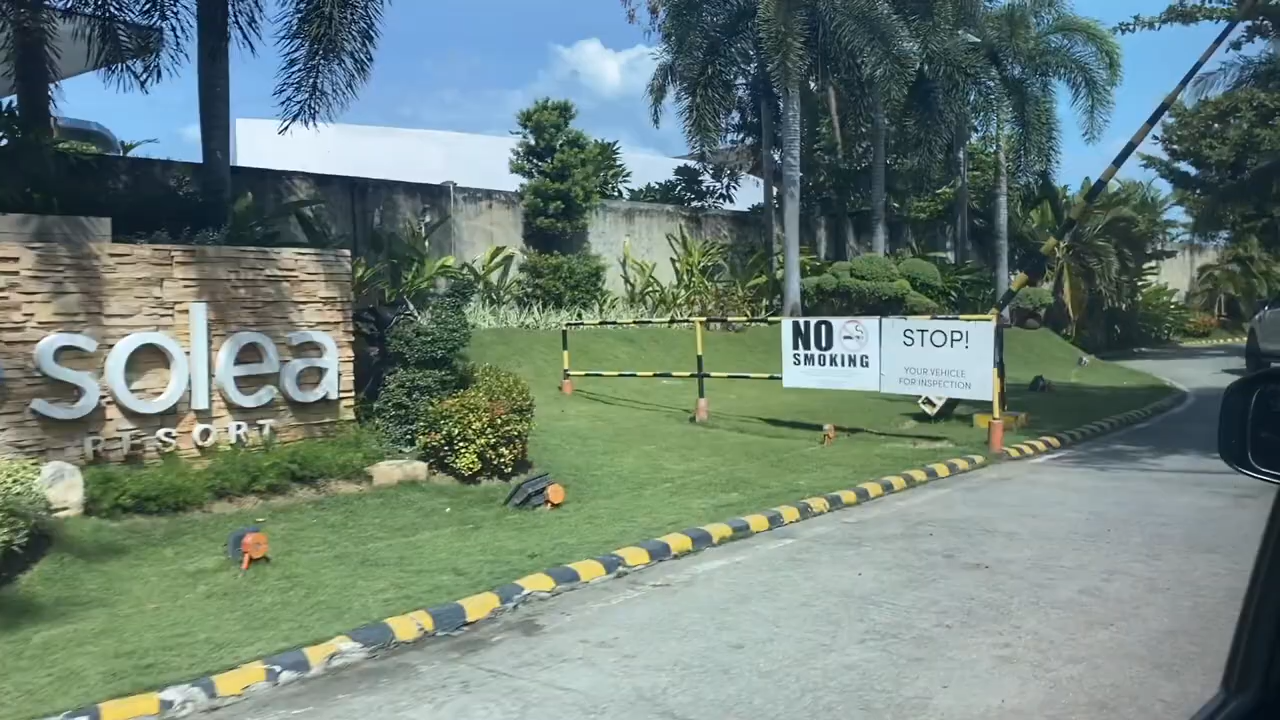 solea
RESORT
NO
SMOKING
STOP!
YOUR VEHICLE
FOR INSPECTION